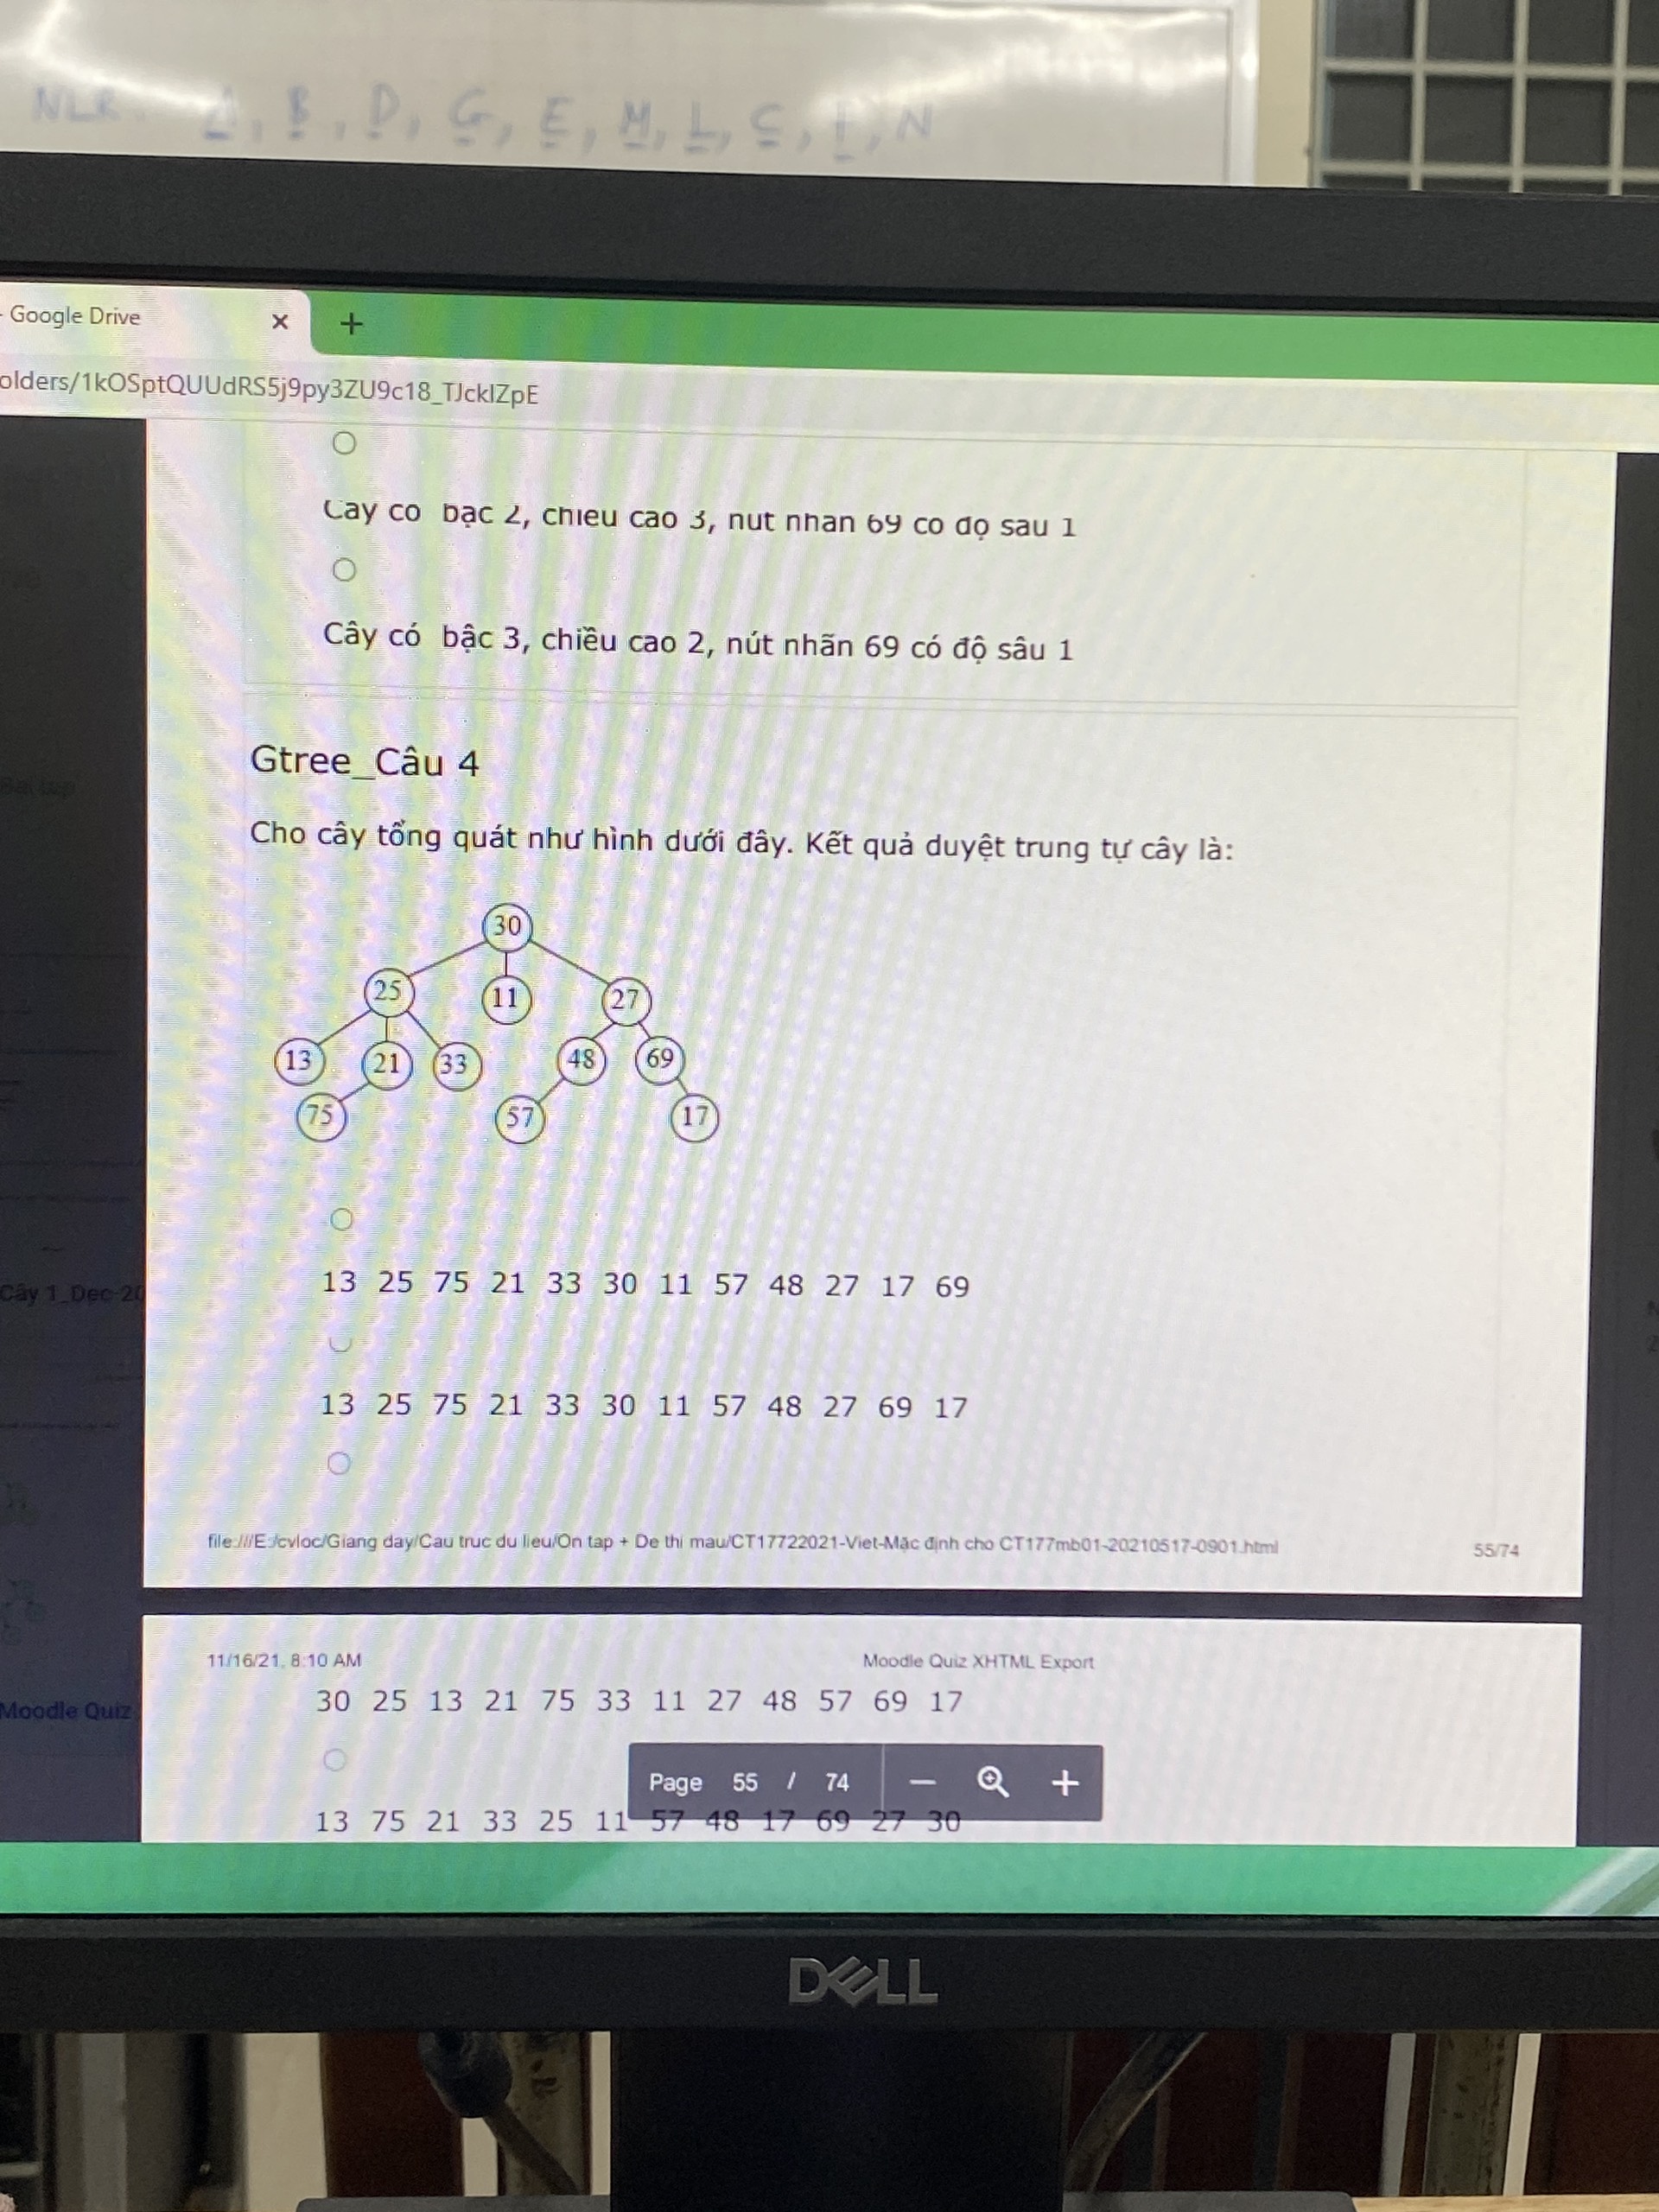 NLR
B, D, G, E, M, L, C, F, N
- Google Drive × +
olders/1kOSptQUUdRS5j9py3ZU9c18_TJcklZpE
Cây có bậc 2, chiều cao 3, nút nhãn 69 có độ sâu 1
Cây có bậc 3, chiều cao 2, nút nhãn 69 có độ sâu 1
Gtree_Câu 4
Cho cây tổng quát như hình dưới đây. Kết quả duyệt trung tự cây là:
30
25 11 27
13 21 33 48 69
75 57 17
Cây 1_Dec-20
13 25 75 21 33 30 11 57 48 27 17 69
13 25 75 21 33 30 11 57 48 27 69 17
file:///E:/cvloc/Giang day/Cau truc du lieu/On tap + De thi mau/CT17722021-Viet-Mặc định cho CT177mb01-20210517-0901.html 55/74
11/16/21, 8:10 AM Moodle Quiz XHTML Export
Moodle Quiz
30 25 13 21 75 33 11 27 48 57 69 17
Page 55 / 74 — +
13 75 21 33 25 11 57 48 17 69 27 30
DELL